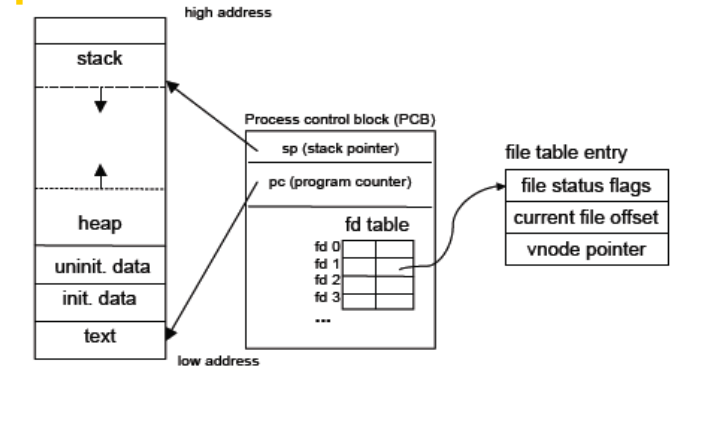 high address
stack
Process control block (PCB)
sp (stack pointer)
file table entry
pc (program counter)
file status flags
current file offset
vnode pointer
heap
fd table
fd 0
fd 1
fd 2
fd 3
...
uninit. data
init. data
text
low address